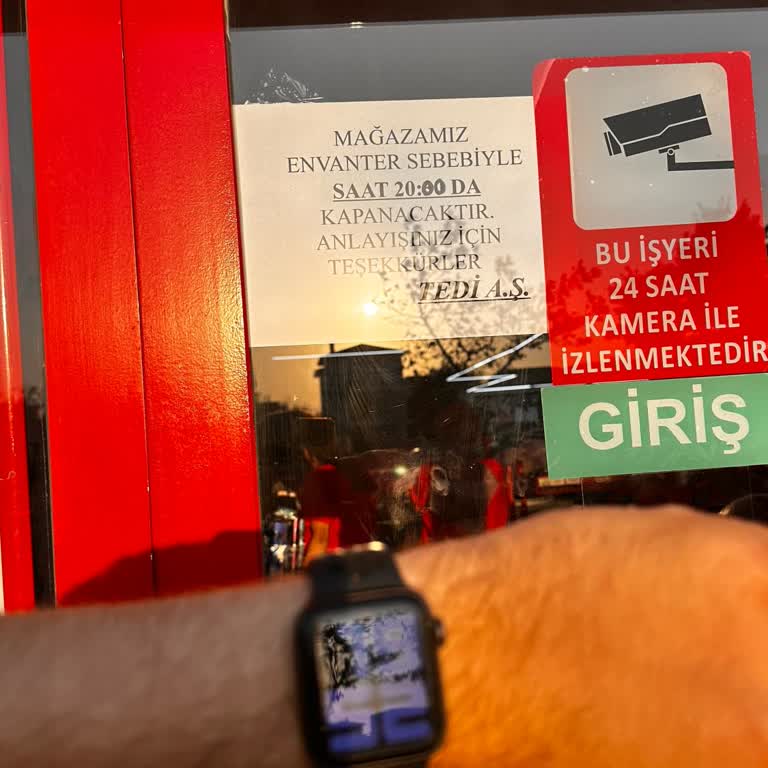 MAĞAZAMIZ
ENVANTER SEBEBİYLE
SAAT 20:00 DA
KAPANACAKTIR.
ANLAYIŞINIZ İÇİN
TEŞEKKÜRLER
TEDİ A.Ş.
BU İŞYERİ
24 SAAT
KAMERA İLE
İZLENMEKTEDİR
GİRİŞ